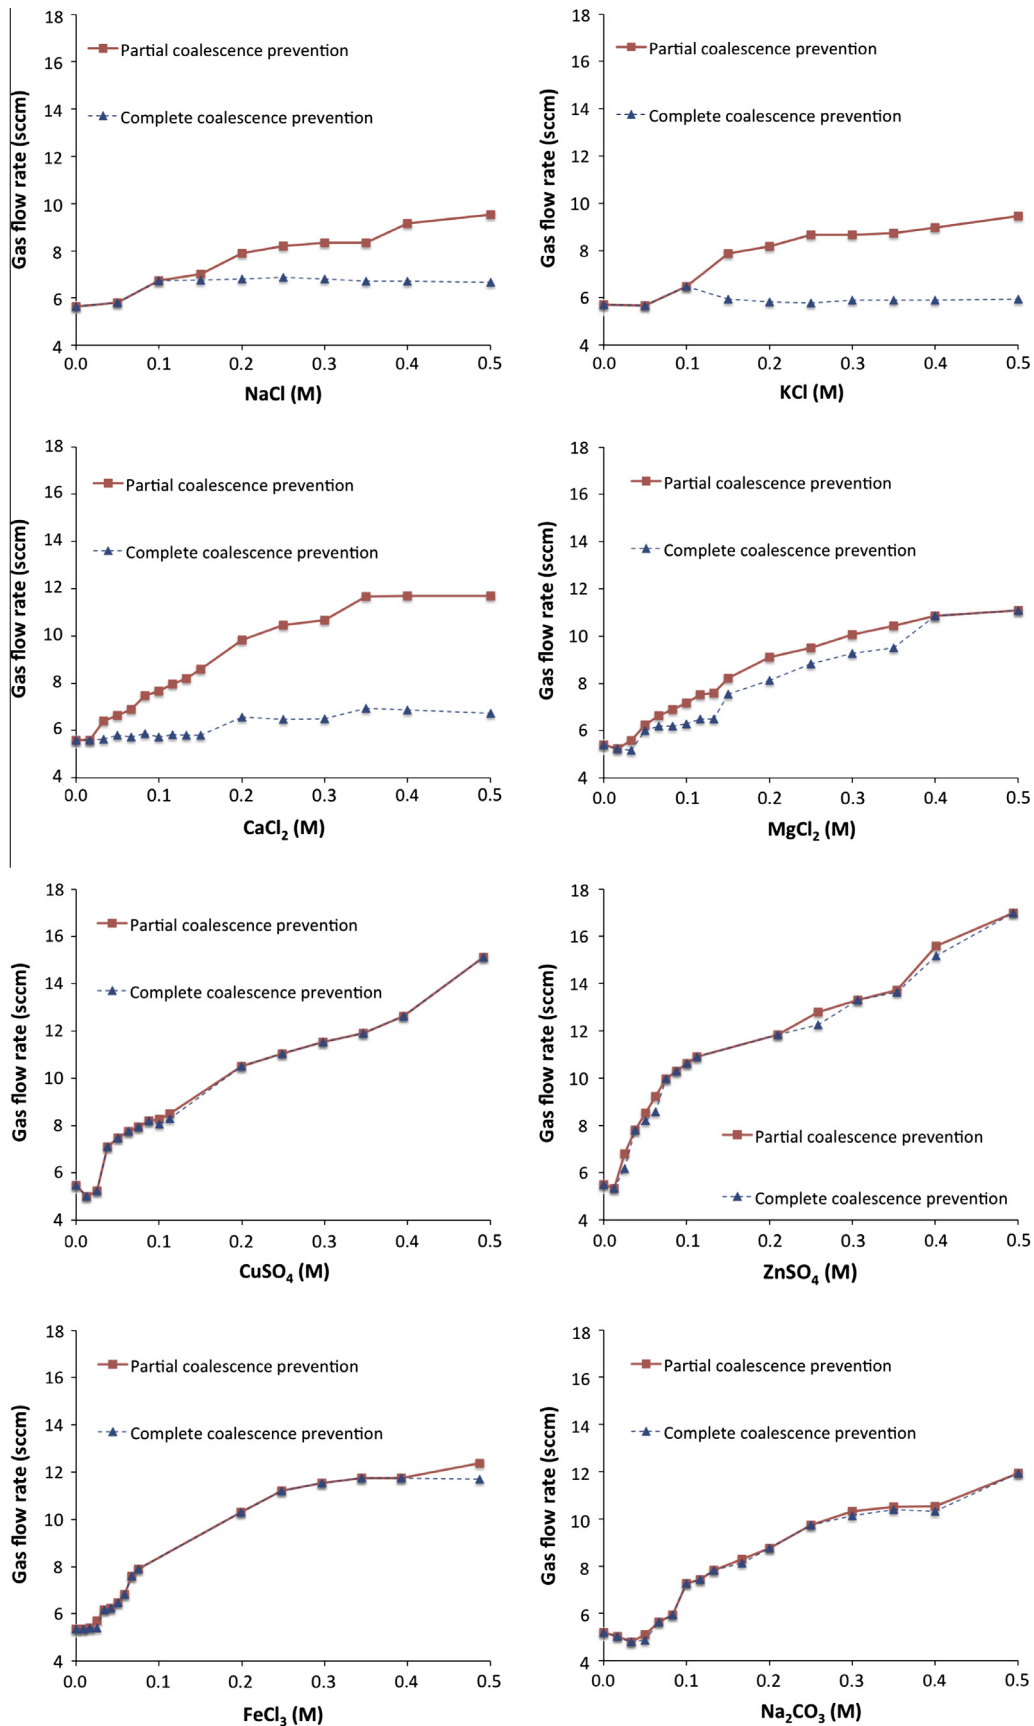 Gas flow rate (sccm)
18
16
14
12
10
8
6
4
Partial coalescence prevention
Complete coalescence prevention
0.0 0.1 0.2 0.3 0.4 0.5
NaCl (M)
Gas flow rate (sccm)
18
16
14
12
10
8
6
4
Partial coalescence prevention
Complete coalescence prevention
0.0 0.1 0.2 0.3 0.4 0.5
KCl (M)
Gas flow rate (sccm)
18
16
14
12
10
8
6
4
Partial coalescence prevention
Complete coalescence prevention
0.0 0.1 0.2 0.3 0.4 0.5
CaCl₂ (M)
Gas flow rate (sccm)
18
16
14
12
10
8
6
4
Partial coalescence prevention
Complete coalescence prevention
0.0 0.1 0.2 0.3 0.4 0.5
MgCl₂ (M)
Gas flow rate (sccm)
18
16
14
12
10
8
6
4
Partial coalescence prevention
Complete coalescence prevention
0.0 0.1 0.2 0.3 0.4 0.5
CuSO₄ (M)
Gas flow rate (sccm)
18
16
14
12
10
8
6
4
Partial coalescence prevention
Complete coalescence prevention
0.0 0.1 0.2 0.3 0.4 0.5
ZnSO₄ (M)
Gas flow rate (sccm)
18
16
14
12
10
8
6
4
Partial coalescence prevention
Complete coalescence prevention
0.0 0.1 0.2 0.3 0.4 0.5
FeCl₃ (M)
Gas flow rate (sccm)
18
16
14
12
10
8
6
4
Partial coalescence prevention
Complete coalescence prevention
0.0 0.1 0.2 0.3 0.4 0.5
Na₂CO₃ (M)